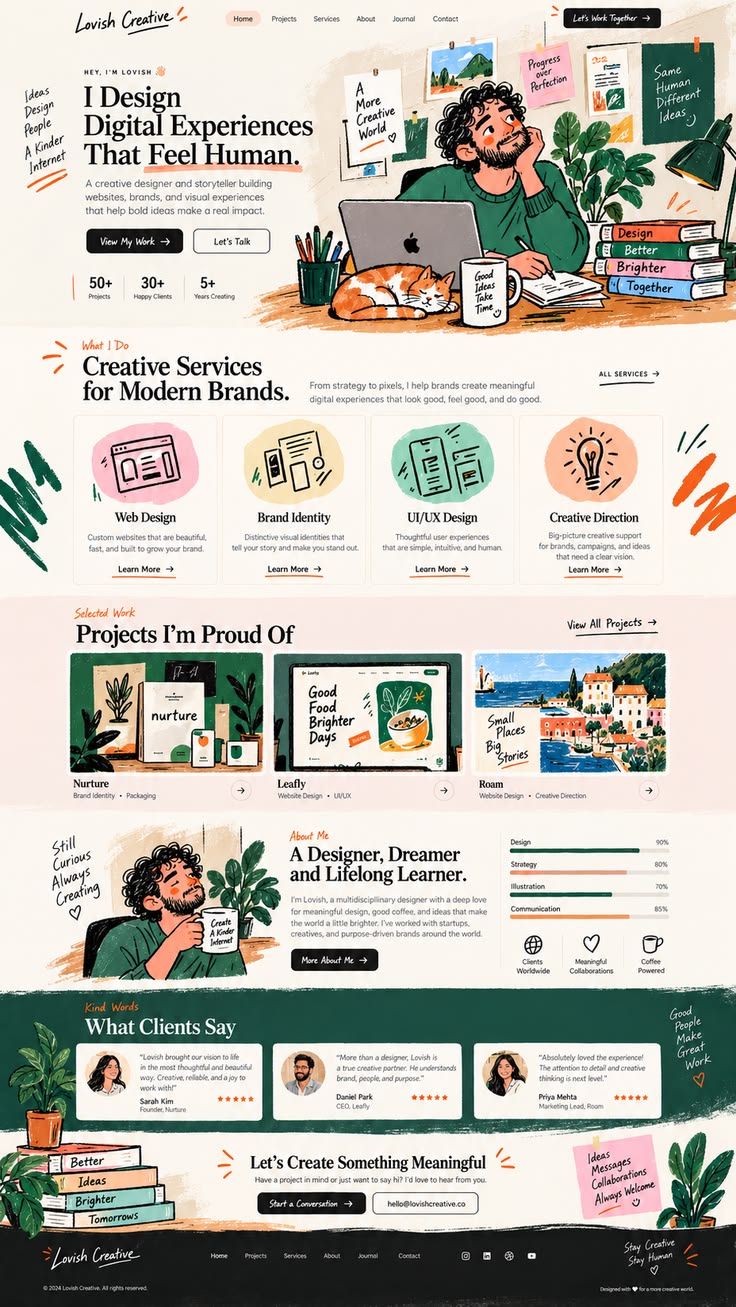 Lovish Creative
Home Projects Services About Journal Contact
Let's Work Together →
HEY, I'M LOVISH 👋
I Design
Digital Experiences
That Feel Human.
A creative designer and storyteller building
websites, brands, and visual experiences
that help bold ideas make a real impact.
View My Work →
Let's Talk
50+
Projects
30+
Happy Clients
5+
Years Creating
Ideas
Design
People
A Kinder
Internet
A
More
Creative
World
Progress
over
Perfection
Same
Human
Different
Ideas
Good
Ideas
Take
Time
Design
Better
Brighter
Together
What I Do
Creative Services
for Modern Brands.
From strategy to pixels, I help brands create meaningful
digital experiences that look good, feel good, and do good.
ALL SERVICES →
Web Design
Custom websites that are beautiful,
fast, and built to grow your brand.
Learn More →
Brand Identity
Distinctive visual identities that
tell your story and make you stand out.
Learn More →
UI/UX Design
Thoughtful user experiences
that are simple, intuitive, and human.
Learn More →
Creative Direction
Big-picture creative support
for brands, campaigns, and ideas
that need a clear vision.
Learn More →
Selected Work
Projects I'm Proud Of
View All Projects →
nurture
Nurture
Brand Identity • Packaging
Good
Food
Brighter
Days
Leafly
Website Design • UI/UX
Small
Places
Big
Stories
Roam
Website Design • Creative Direction
Still
Curious
Always
Creating
Create
A Kinder
Internet
About Me
A Designer, Dreamer
and Lifelong Learner.
I'm Lovish, a multidisciplinary designer with a deep love
for meaningful design, good coffee, and ideas that make
the world a little brighter. I've worked with startups,
creatives, and purpose-driven brands around the world.
More About Me →
Design 90%
Strategy 80%
Illustration 70%
Communication 85%
Clients
Worldwide
Meaningful
Collaborations
Coffee
Powered
Kind Words
What Clients Say
"Lovish brought our vision to life
in the most thoughtful and beautiful
way. Creative, reliable, and a joy to
work with!"
Sarah Kim
Founder, Nurture
"More than a designer, Lovish is
a true creative partner. He understands
brand, people, and purpose."
Daniel Park
CEO, Leafly
"Absolutely loved the experience!
The attention to detail and creative
thinking is next level."
Priya Mehta
Marketing Lead, Roam
Good
People
Make
Great
Work
Better
Ideas
Brighter
Tomorrows
Let's Create Something Meaningful
Have a project in mind or just want to say hi? I'd love to hear from you.
Start a Conversation →
hello@lovishcreative.co
Ideas
Messages
Collaborations
Always Welcome
Lovish Creative
Home Projects Services About Journal Contact
Stay Creative
Stay Human
© 2024 Lovish Creative. All rights reserved.
Designed with ♥ for a more creative world.